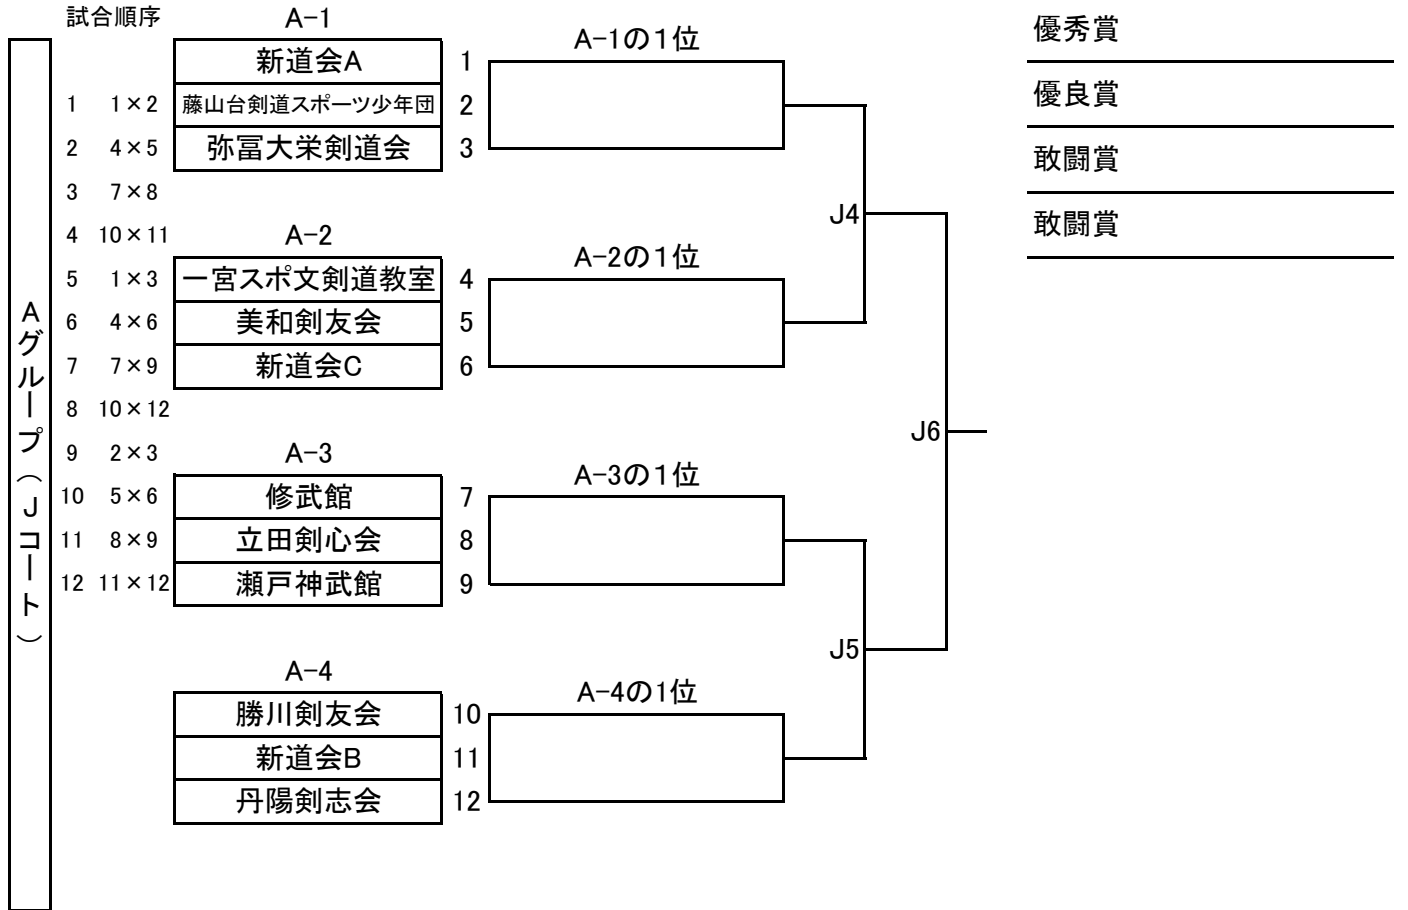 試合順序
Aグループ(Jコート)
1 1×2
2 4×5
3 7×8
4 10×11
5 1×3
6 4×6
7 7×9
8 10×12
9 2×3
10 5×6
11 8×9
12 11×12
A-1
新道会A 1
藤山台剣道スポーツ少年団 2
弥冨大栄剣道会 3
A-2
一宮スポ文剣道教室 4
美和剣友会 5
新道会C 6
A-3
修武館 7
立田剣心会 8
瀬戸神武館 9
A-4
勝川剣友会 10
新道会B 11
丹陽剣志会 12
A-1の1位
A-2の1位
A-3の1位
A-4の1位
J4
J5
J6
優秀賞
優良賞
敢闘賞
敢闘賞